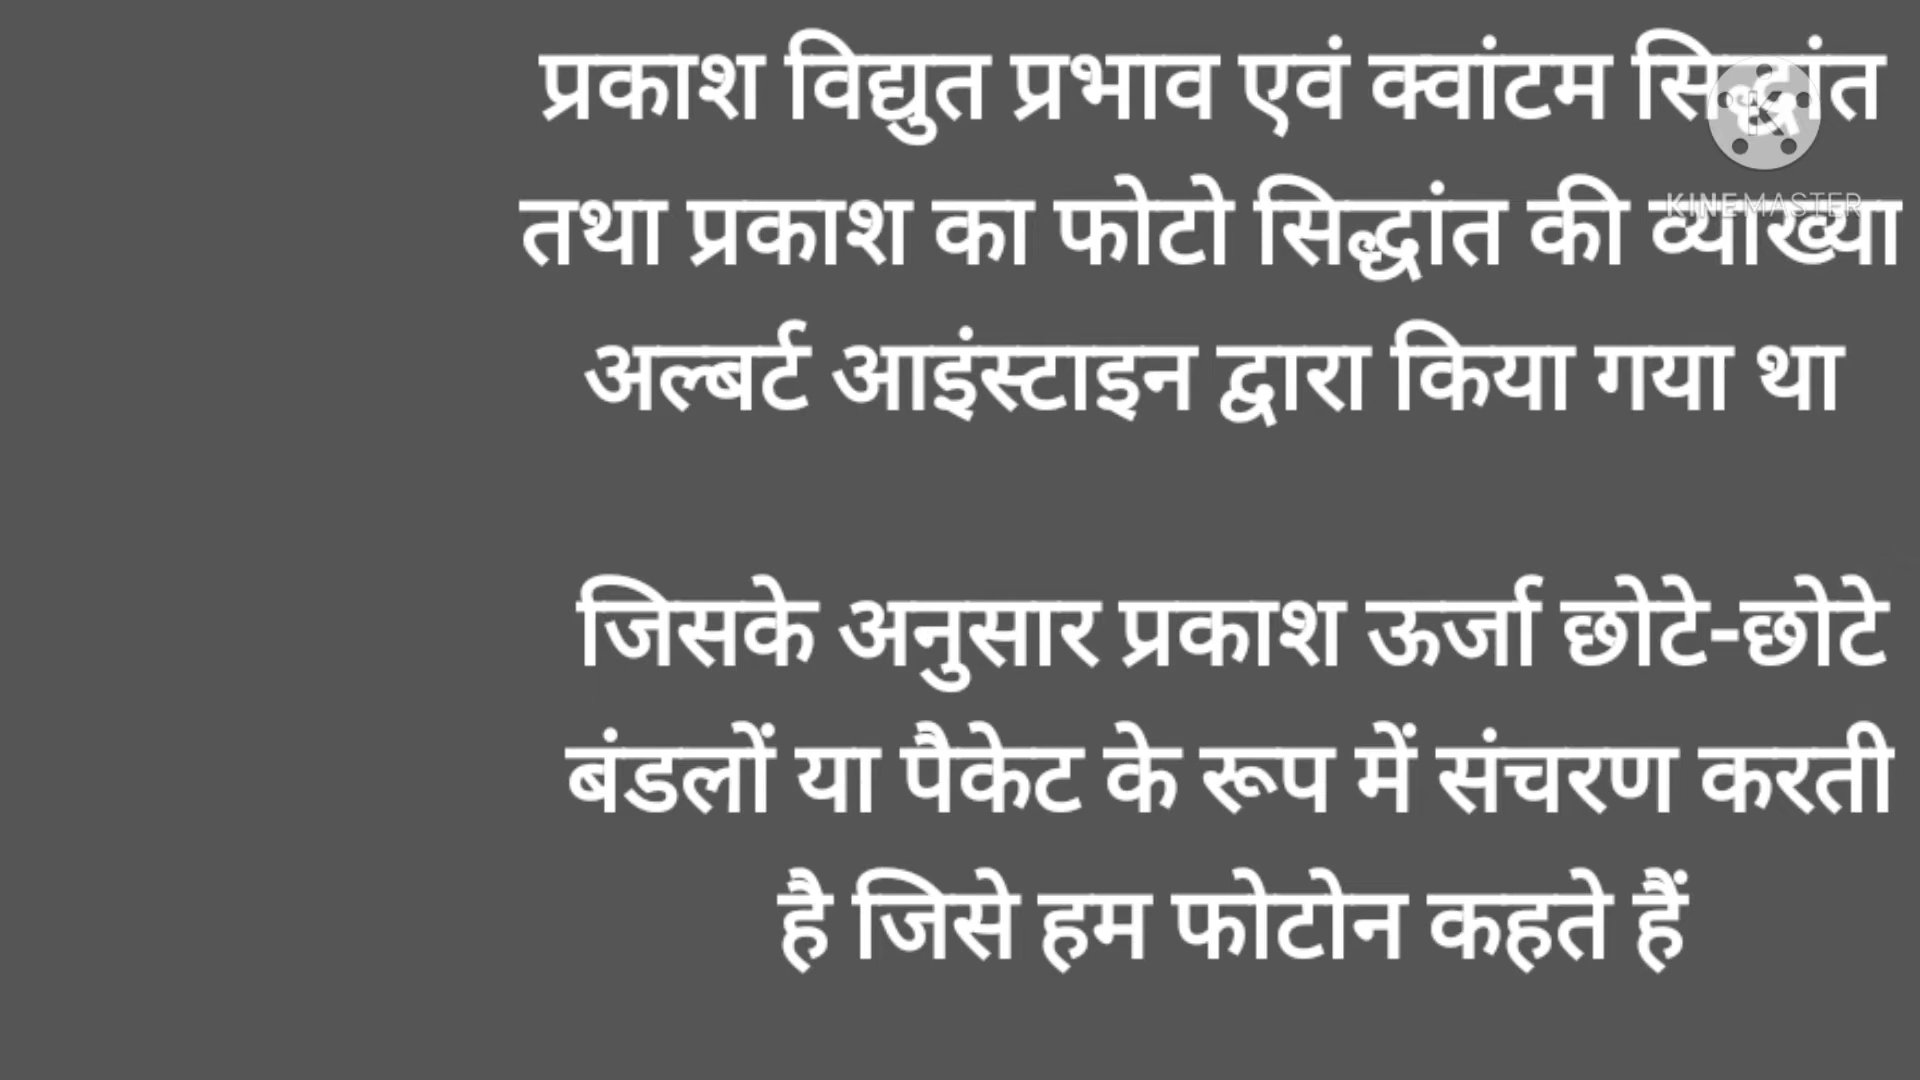 प्रकाश विद्युत प्रभाव एवं क्वांटम सिद्धांत
तथा प्रकाश का फोटो सिद्धांत की व्याख्या
अल्बर्ट आइंस्टाइन द्वारा किया गया था
जिसके अनुसार प्रकाश ऊर्जा छोटे-छोटे
बंडलों या पैकेट के रूप में संचरण करती
है जिसे हम फोटोन कहते हैं
K
KINEMASTER